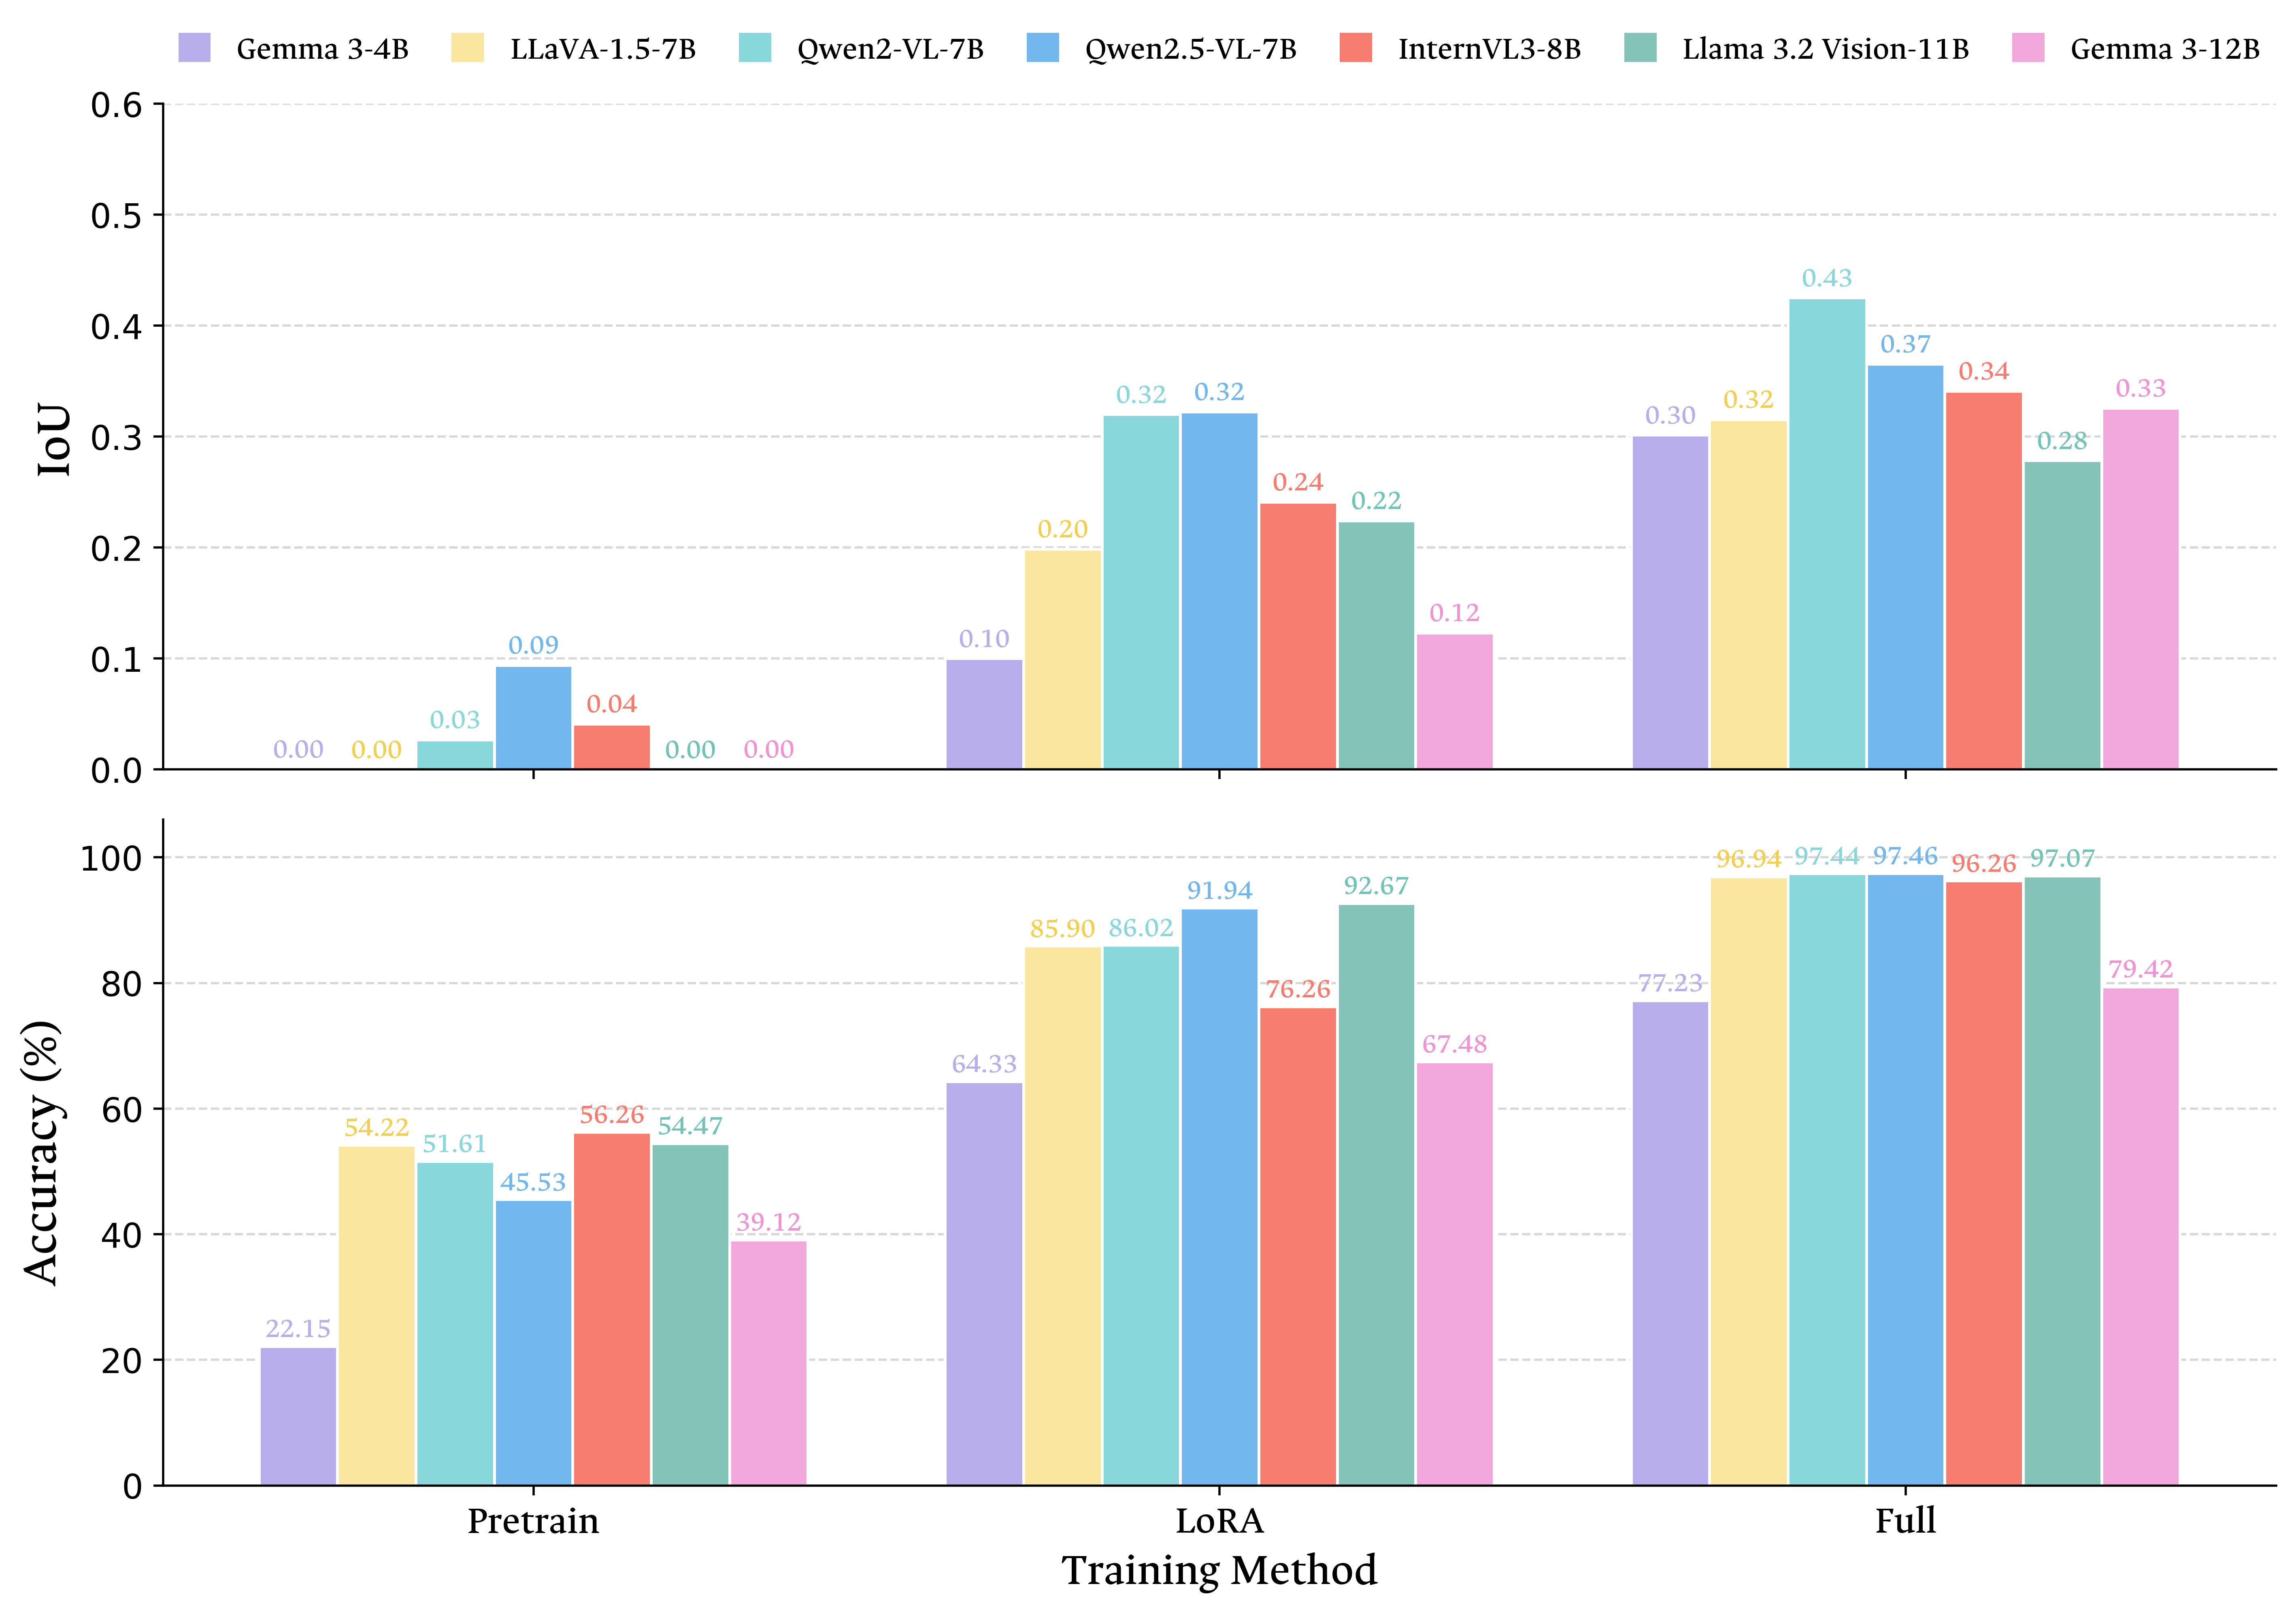 Gemma 3-4B LLaVA-1.5-7B Qwen2-VL-7B Qwen2.5-VL-7B InternVL3-8B Llama 3.2 Vision-11B Gemma 3-12B
0.6
0.5
0.4
0.3
0.2
0.1
0.0
IoU
0.00 0.00 0.03 0.09 0.04 0.00 0.00
0.10 0.20 0.32 0.32 0.24 0.22 0.12
0.30 0.32 0.43 0.37 0.34 0.28 0.33
100
80
60
40
20
0
Accuracy (%)
22.15 54.22 51.61 45.53 56.26 54.47 39.12
64.33 85.90 86.02 91.94 76.26 92.67 67.48
77.23 96.94 97.44 97.46 96.26 97.07 79.42
Pretrain LoRA Full
Training Method